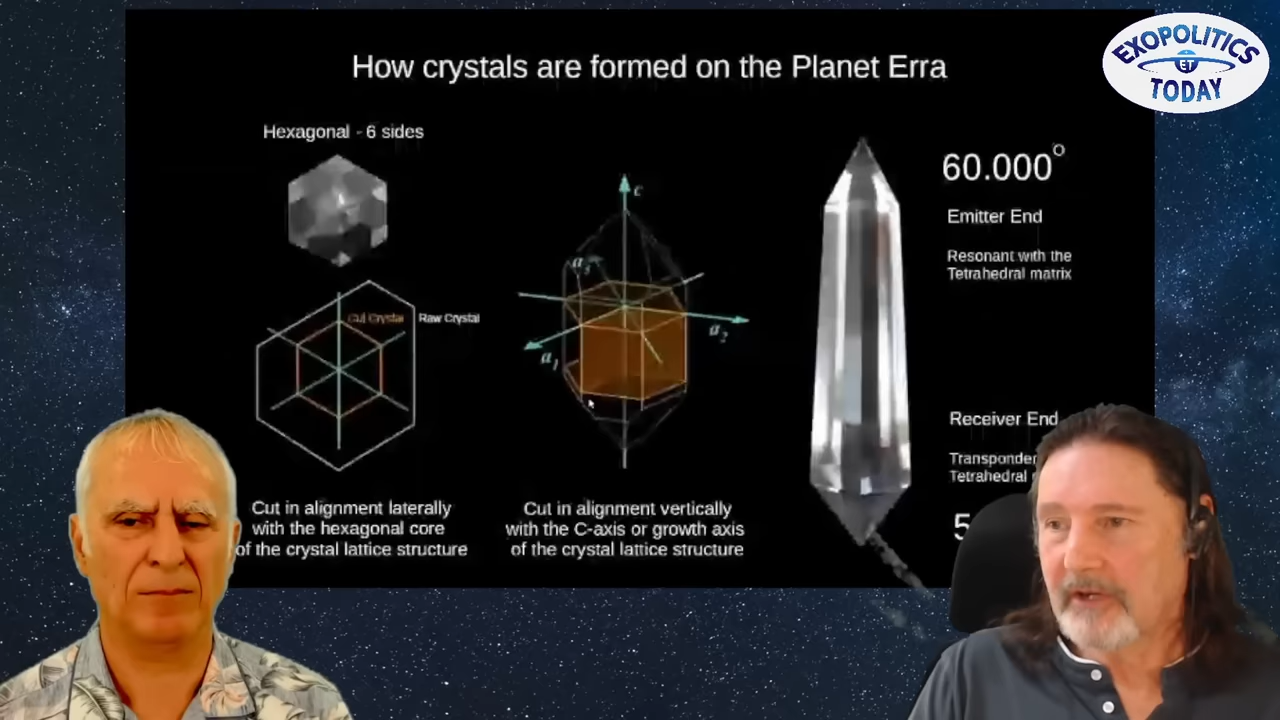 EXOPOLITICS
ET
TODAY
How crystals are formed on the Planet Erra
Hexagonal - 6 sides
Cut Crystal
Raw Crystal
Cut in alignment laterally
with the hexagonal core
of the crystal lattice structure
c
a3
a2
a1
Cut in alignment vertically
with the C-axis or growth axis
of the crystal lattice structure
60.000°
Emitter End
Resonant with the
Tetrahedral matrix
Receiver End
Transponder
Tetrahedral
5